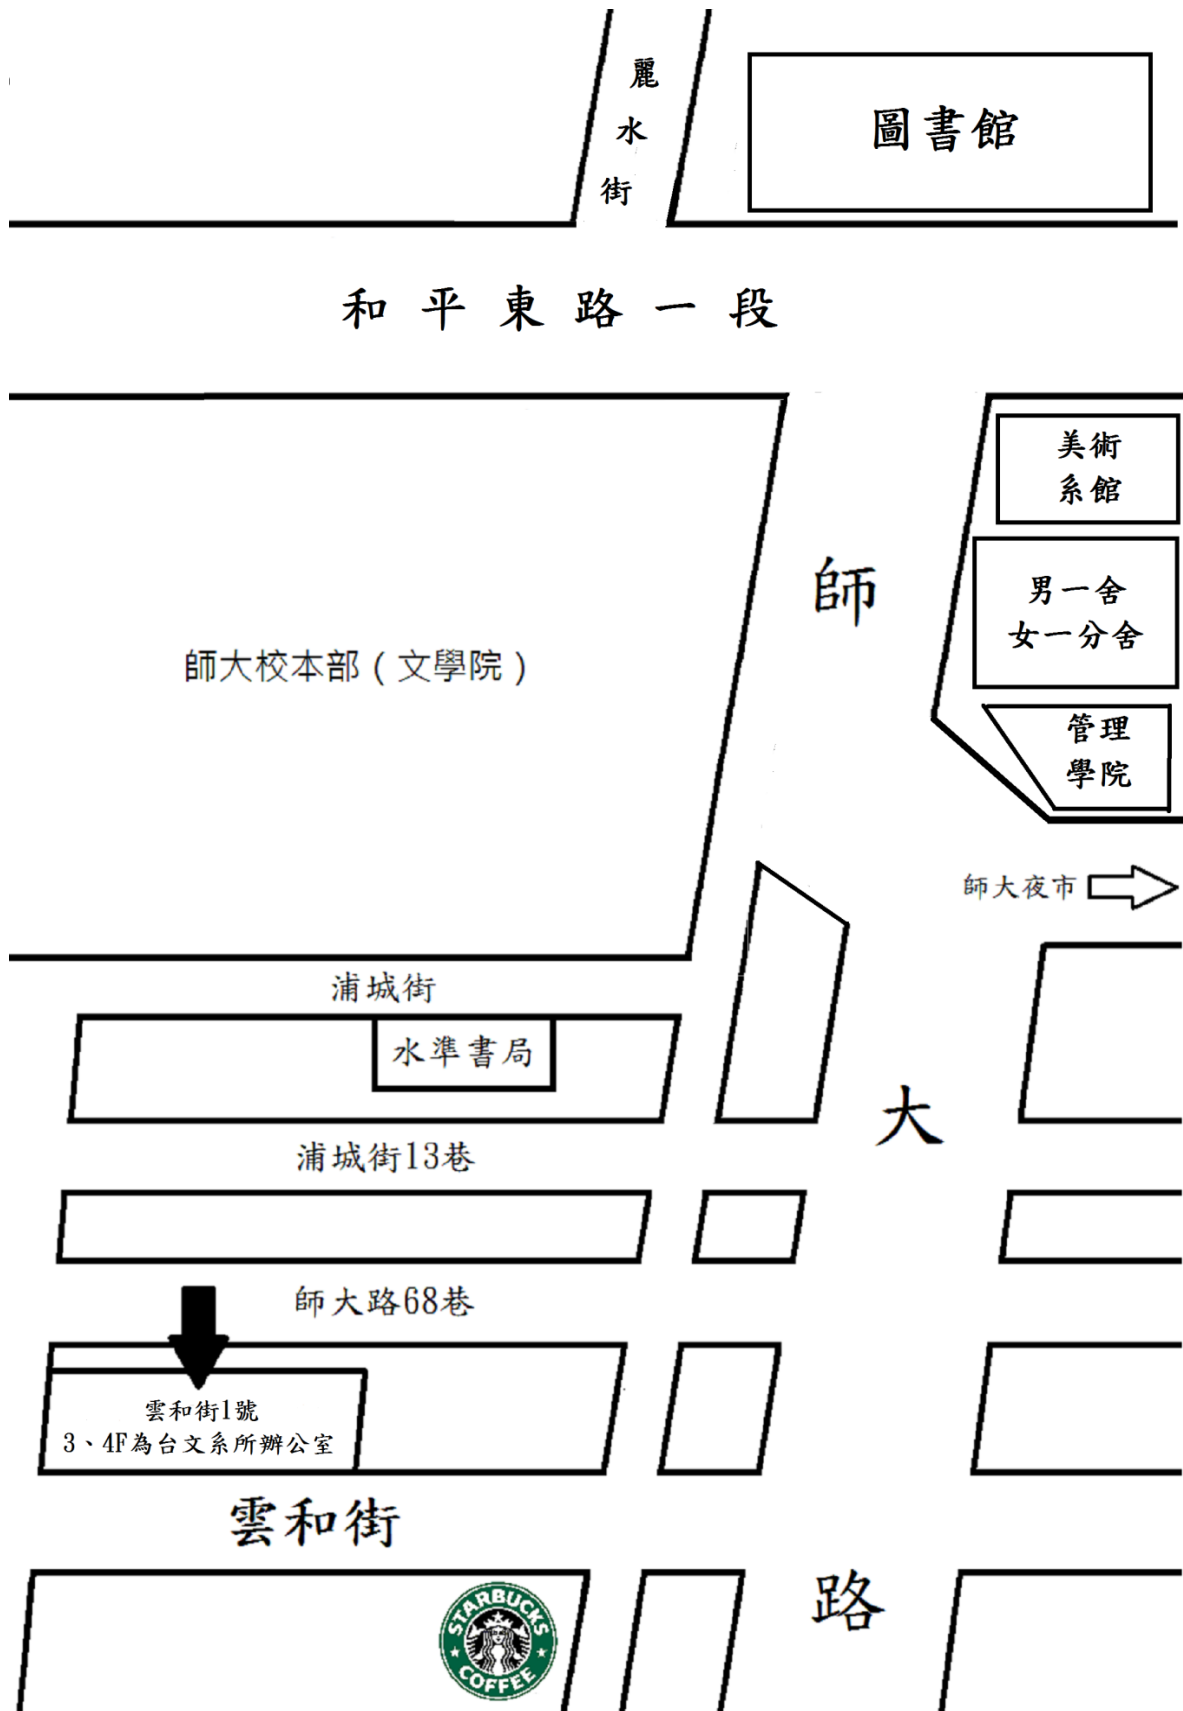 麗水街
圖書館
和平東路一段
美術
系館
師大路
男一舍
女一分舍
師大校本部(文學院)
管理
學院
師大夜市
浦城街
水準書局
浦城街13巷
師大路68巷
雲和街1號
3、4F為台文系所辦公室
雲和街
STARBUCKS
COFFEE